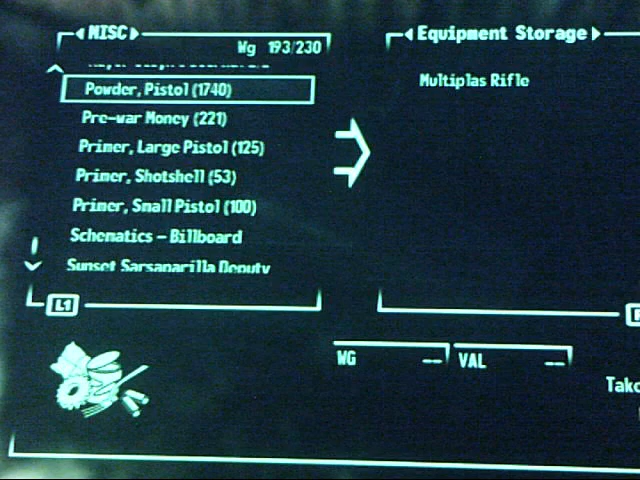 MISC
Wg 193/230
Powder, Pistol (1740)
Pre-war Money (221)
Primer, Large Pistol (125)
Primer, Shotshell (53)
Primer, Small Pistol (100)
Schematics - Billboard
Sunset Sarsaparilla Deputy
L1
Equipment Storage
Multiplas Rifle
WG --
VAL --
Take